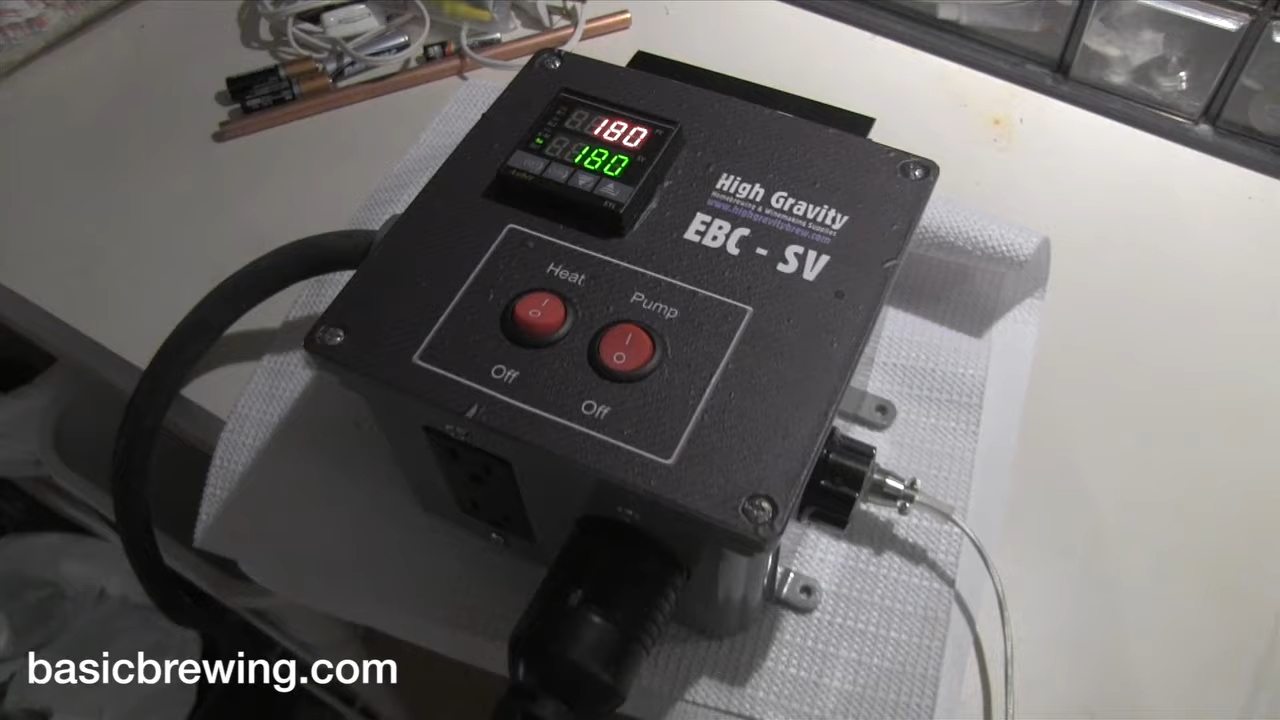 180
180
High Gravity
Homebrewing & Winemaking Supplies
www.highgravitybrew.com
EBC - SV
Heat
Pump
I
O
I
O
Off
Off
basicbrewing.com